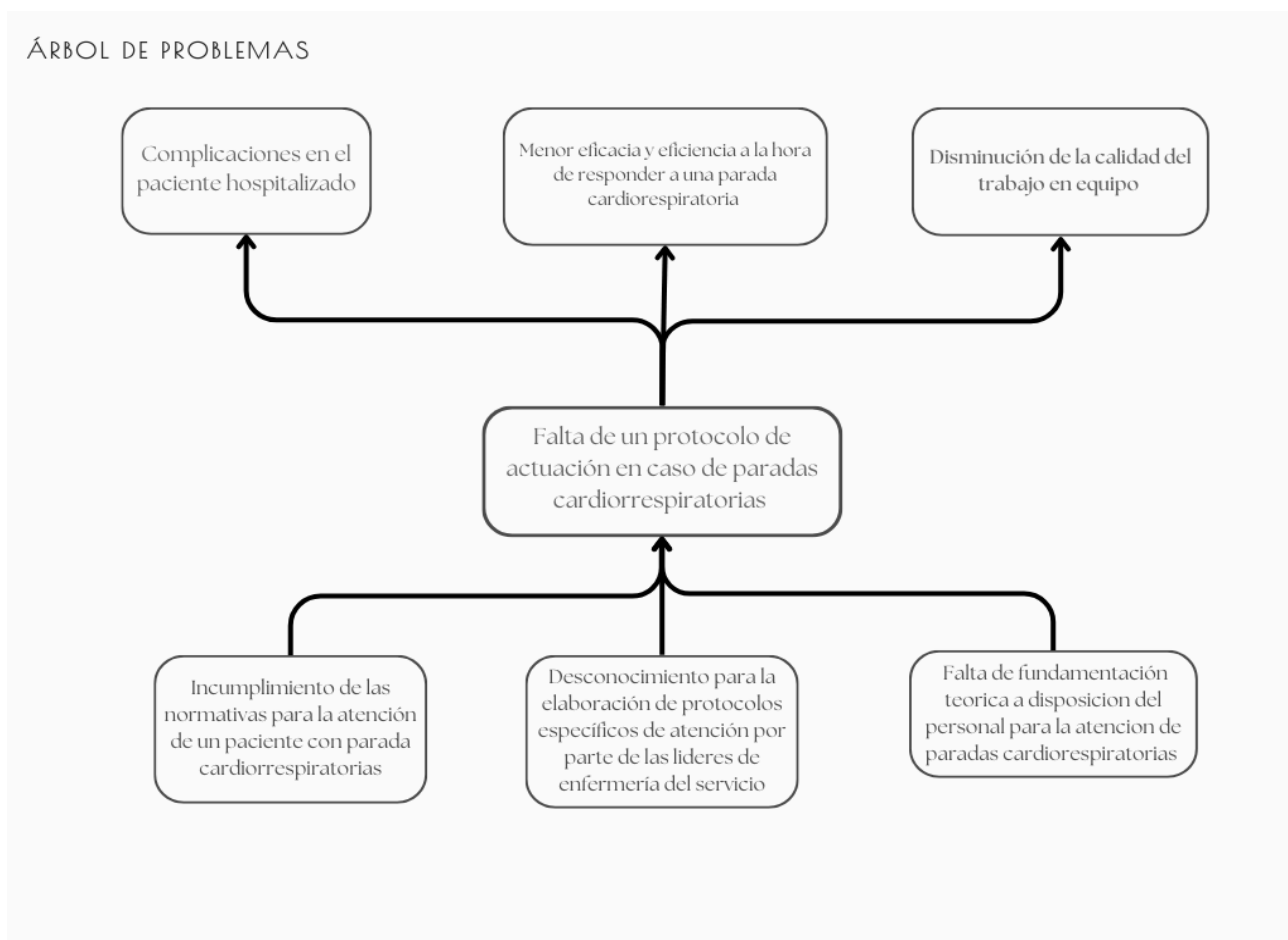 ÁRBOL DE PROBLEMAS
Complicaciones en el
paciente hospitalizado
Menor eficacia y eficiencia a la hora
de responder a una parada
cardiorespiratoria
Disminución de la calidad del
trabajo en equipo
Falta de un protocolo de
actuación en caso de paradas
cardiorrespiratorias
Incumplimiento de las
normativas para la atención
de un paciente con parada
cardiorrespiratorias
Desconocimiento para la
elaboración de protocolos
específicos de atención por
parte de las lideres de
enfermería del servicio
Falta de fundamentación
teorica a disposicion del
personal para la atencion de
paradas cardiorespiratorias